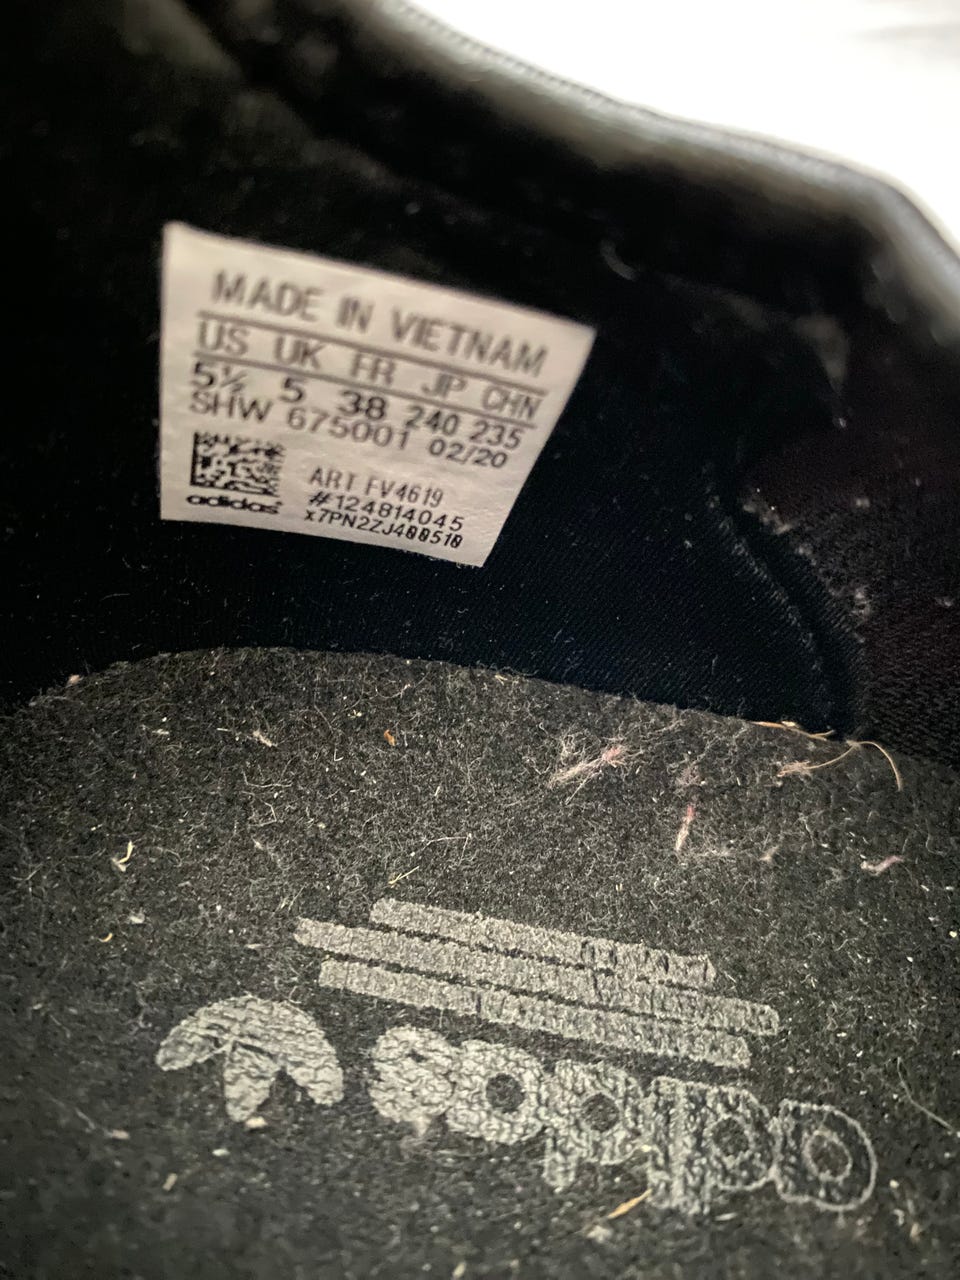 MADE IN VIETNAM
US UK FR JP CHN
5½ 5 38 240 235
SHW 675001 02/20
ART FV4619
#124814045
x7PN2ZJ400510
adidas
adidas